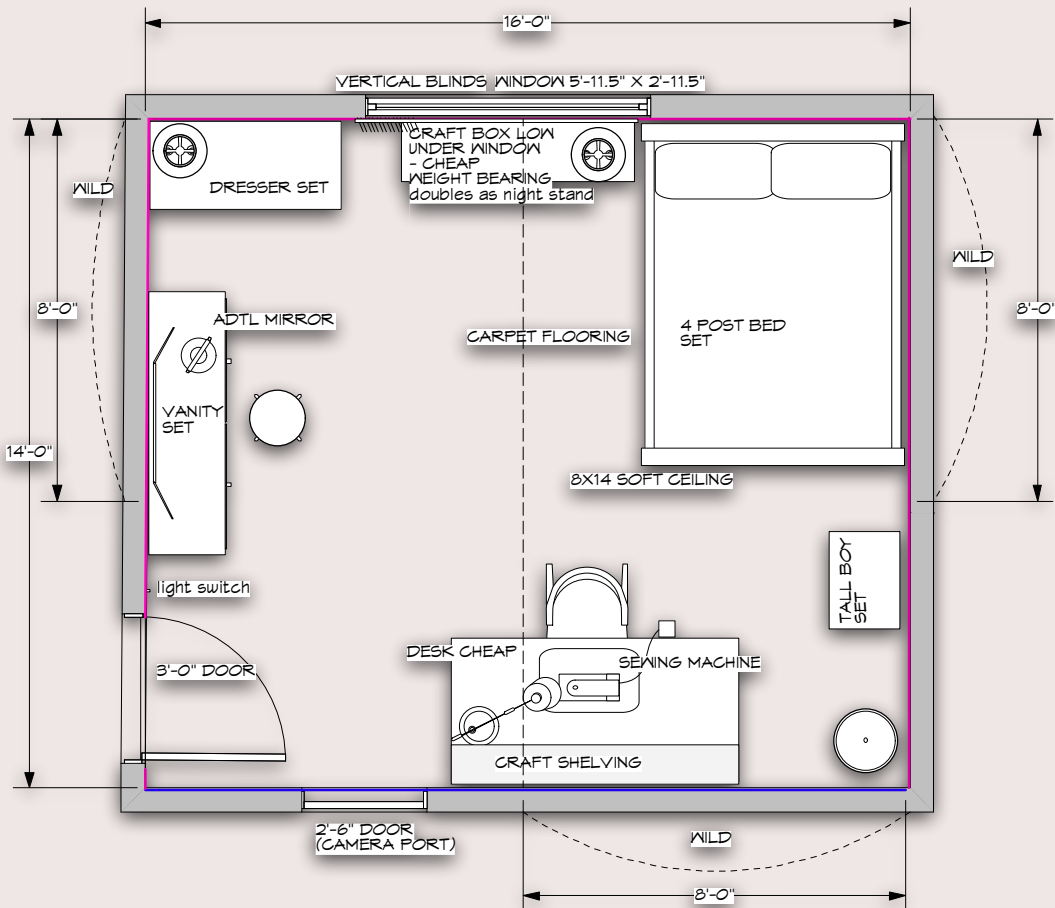 16'-0"
VERTICAL BLINDS WINDOW 5'-11.5" X 2'-11.5"
CRAFT BOX LOW
UNDER WINDOW
- CHEAP
WEIGHT BEARING
doubles as night stand
DRESSER SET
WILD
WILD
8'-0"
8'-0"
ADTL MIRROR
CARPET FLOORING
4 POST BED
SET
VANITY
SET
14'-0"
8X14 SOFT CEILING
light switch
TALL BOY
SET
DESK CHEAP
SEWING MACHINE
3'-0" DOOR
CRAFT SHELVING
2'-6" DOOR
(CAMERA PORT)
WILD
8'-0"